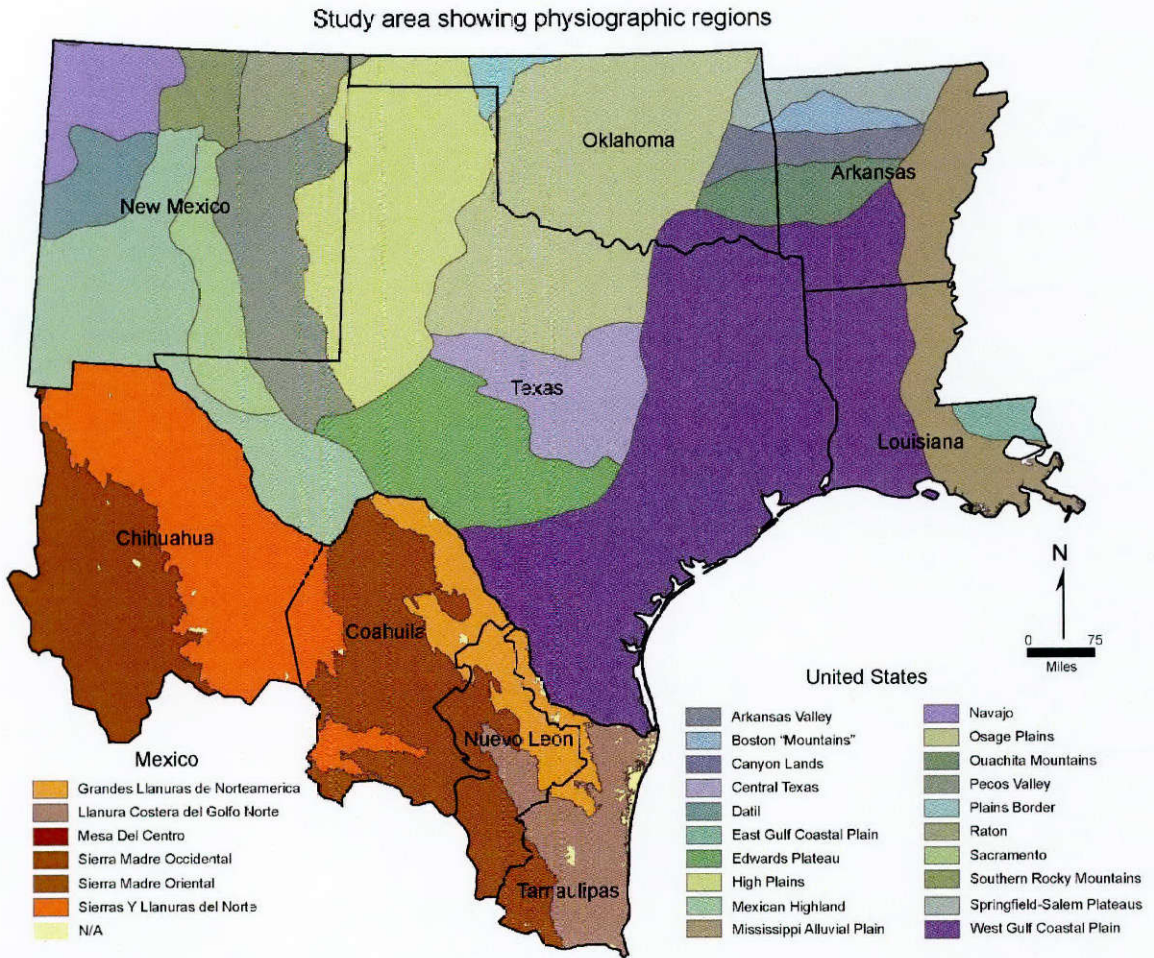 Study area showing physiographic regions
Oklahoma
Arkansas
New Mexico
Texas
Louisiana
Chihuahua
Coahuila
Nuevo Leon
Tamaulipas
N
0 75
Miles
Mexico
Grandes Llanuras de Norteamerica
Llanura Costera del Golfo Norte
Mesa Del Centro
Sierra Madre Occidental
Sierra Madre Oriental
Sierras Y Llanuras del Norte
N/A
United States
Arkansas Valley
Boston "Mountains"
Canyon Lands
Central Texas
Datil
East Gulf Coastal Plain
Edwards Plateau
High Plains
Mexican Highland
Mississippi Alluvial Plain
Navajo
Osage Plains
Ouachita Mountains
Pecos Valley
Plains Border
Raton
Sacramento
Southern Rocky Mountains
Springfield-Salem Plateaus
West Gulf Coastal Plain